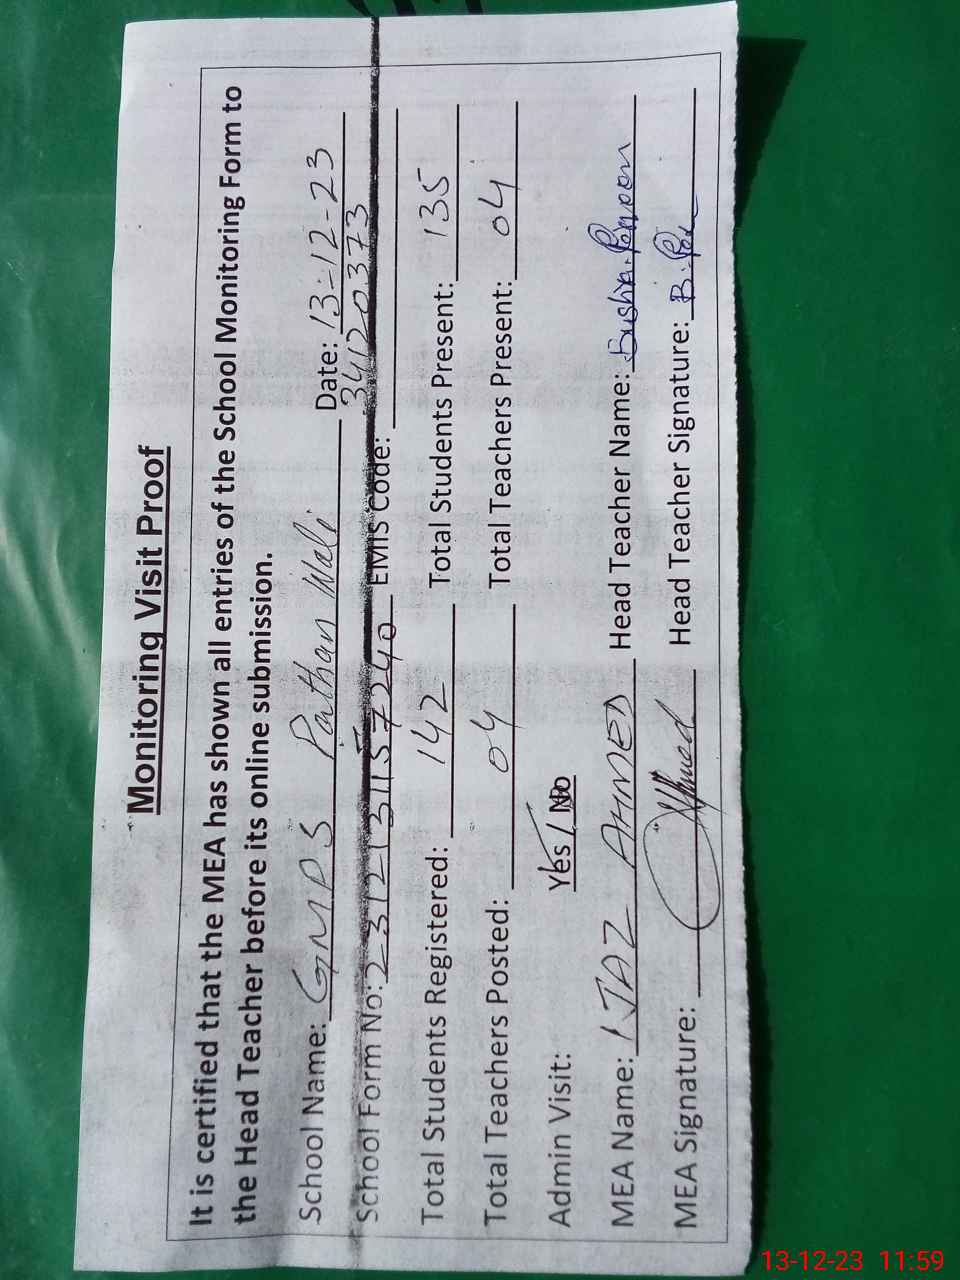 Monitoring Visit Proof
It is certified that the MEA has shown all entries of the School Monitoring Form to
the Head Teacher before its online submission.
School Name: GMPS Pathan Wali Date: 13-12-23
34120373
School Form No: EMIS Code:
Total Students Registered: 142 Total Students Present: 135
Total Teachers Posted: 04 Total Teachers Present: 04
Admin Visit: Yes / No
MEA Name: IJAZ AHMED Head Teacher Name: Bushra Perveen
MEA Signature: Ahmed Head Teacher Signature:
13-12-23 11:59